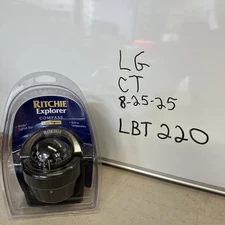 RITCHIE
Explorer
COMPASS
LG
CT
8-25-25
LBT 220